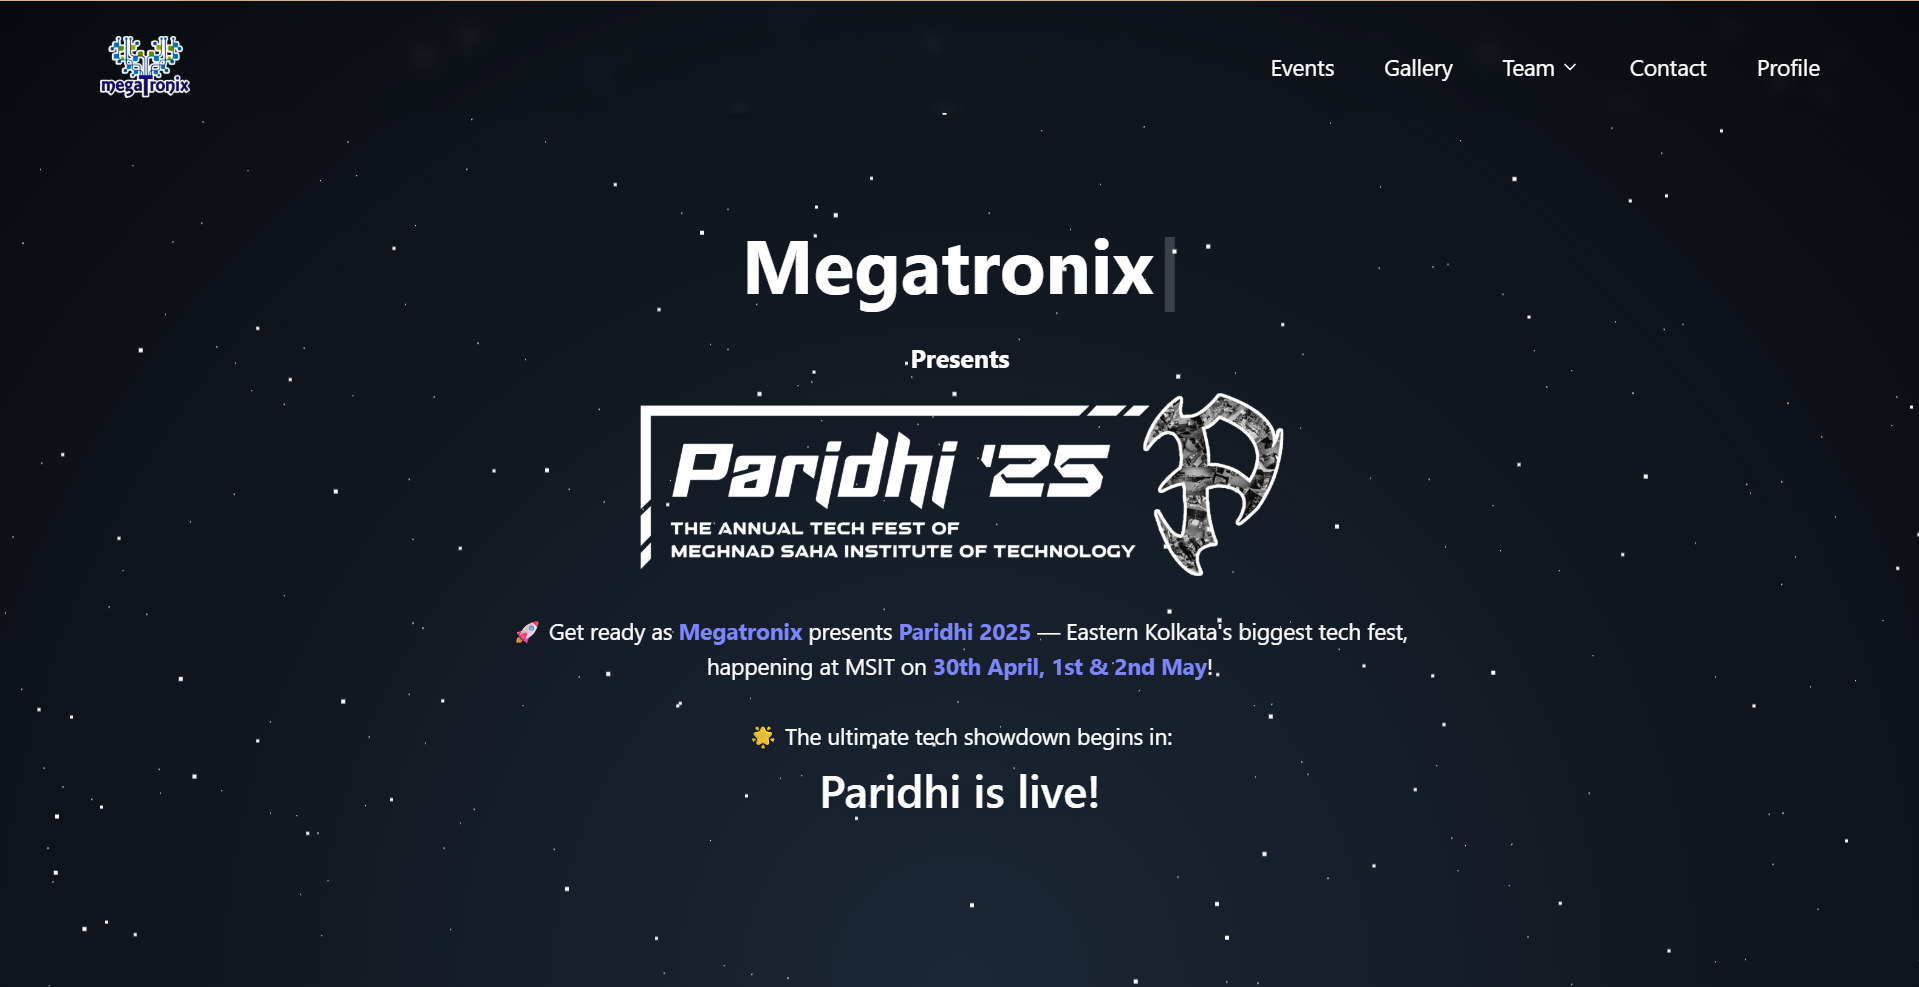 megaTronix
Events
Gallery
Team
Contact
Profile
Megatronix
Presents
Paridhi '25
THE ANNUAL TECH FEST OF
MEGHNAD SAHA INSTITUTE OF TECHNOLOGY
🚀 Get ready as Megatronix presents Paridhi 2025 — Eastern Kolkata's biggest tech fest,
happening at MSIT on 30th April, 1st & 2nd May!
🌟 The ultimate tech showdown begins in:
Paridhi is live!